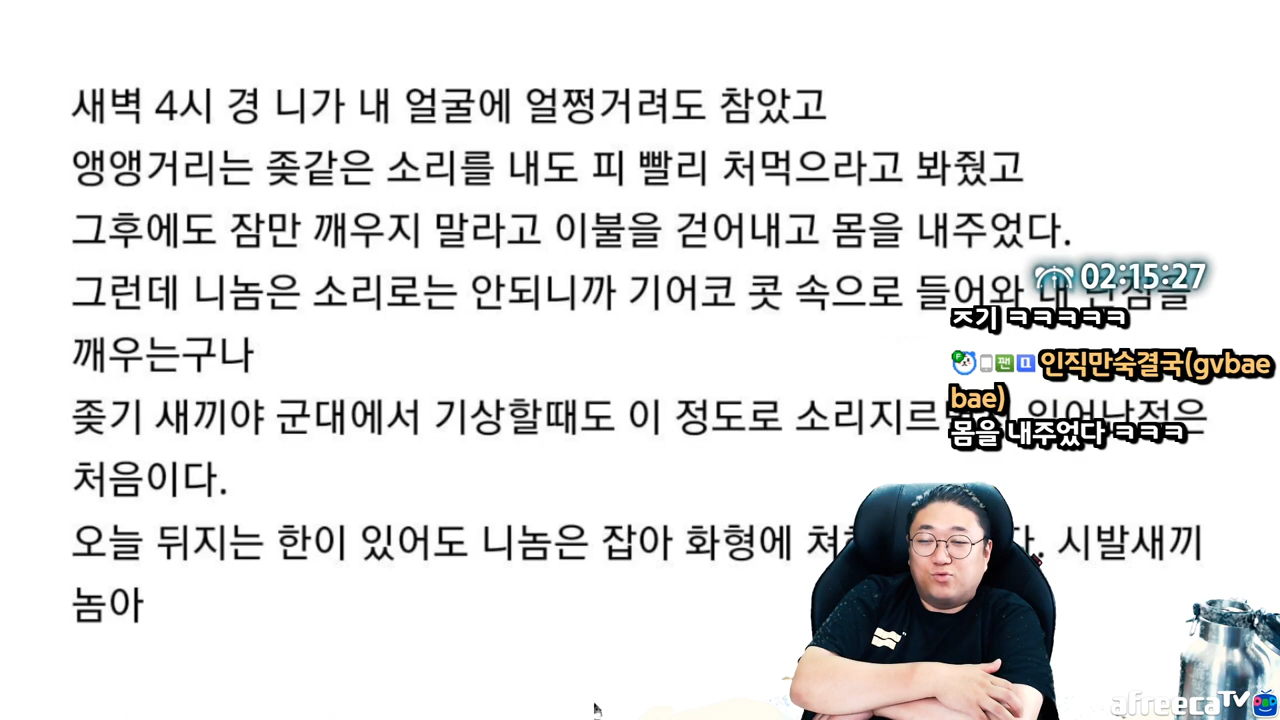 새벽 4시 경 니가 내 얼굴에 얼쩡거려도 참았고
앵앵거리는 좆같은 소리를 내도 피 빨리 처먹으라고 봐줬고
그후에도 잠만 깨우지 말라고 이불을 걷어내고 몸을 내주었다.
그런데 니놈은 소리로는 안되니까 기어코 콧 속으로 들어와
02:15:27
ㅈ기 ㅋㅋㅋㅋㅋ
깨우는구나
인직만숙결국(gvbae
bae)
좆기 새끼야 군대에서 기상할때도 이 정도로 소리지르
몸을 내주었다 ㅋㅋㅋ
처음이다.
오늘 뒤지는 한이 있어도 니놈은 잡아 화형에 시발새끼
놈아
afreecaTV